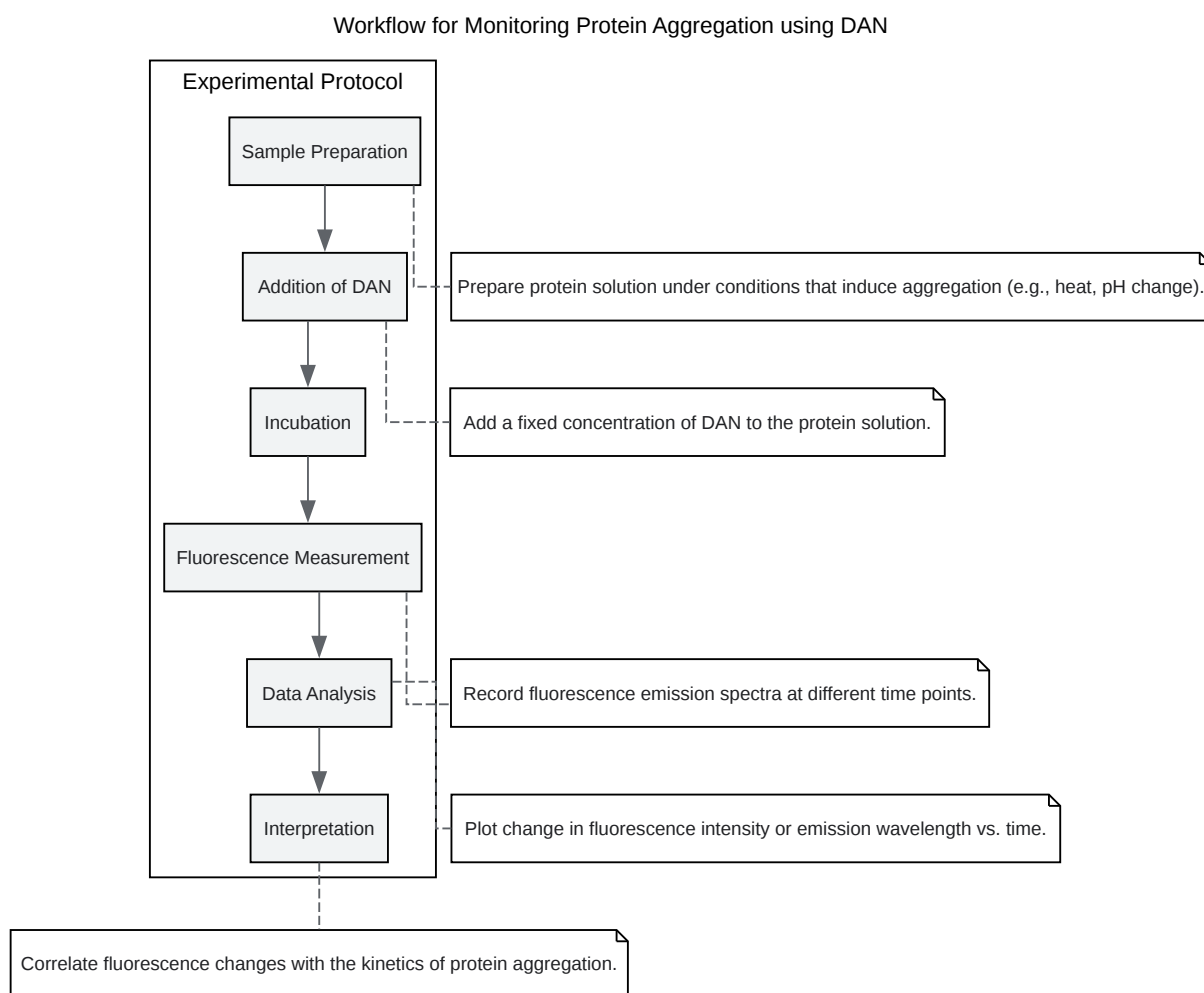 Workflow for Monitoring Protein Aggregation using DAN
Experimental Protocol
Sample Preparation
Addition of DAN
Prepare protein solution under conditions that induce aggregation (e.g., heat, pH change).
Incubation
Add a fixed concentration of DAN to the protein solution.
Fluorescence Measurement
Data Analysis
Record fluorescence emission spectra at different time points.
Interpretation
Plot change in fluorescence intensity or emission wavelength vs. time.
Correlate fluorescence changes with the kinetics of protein aggregation.